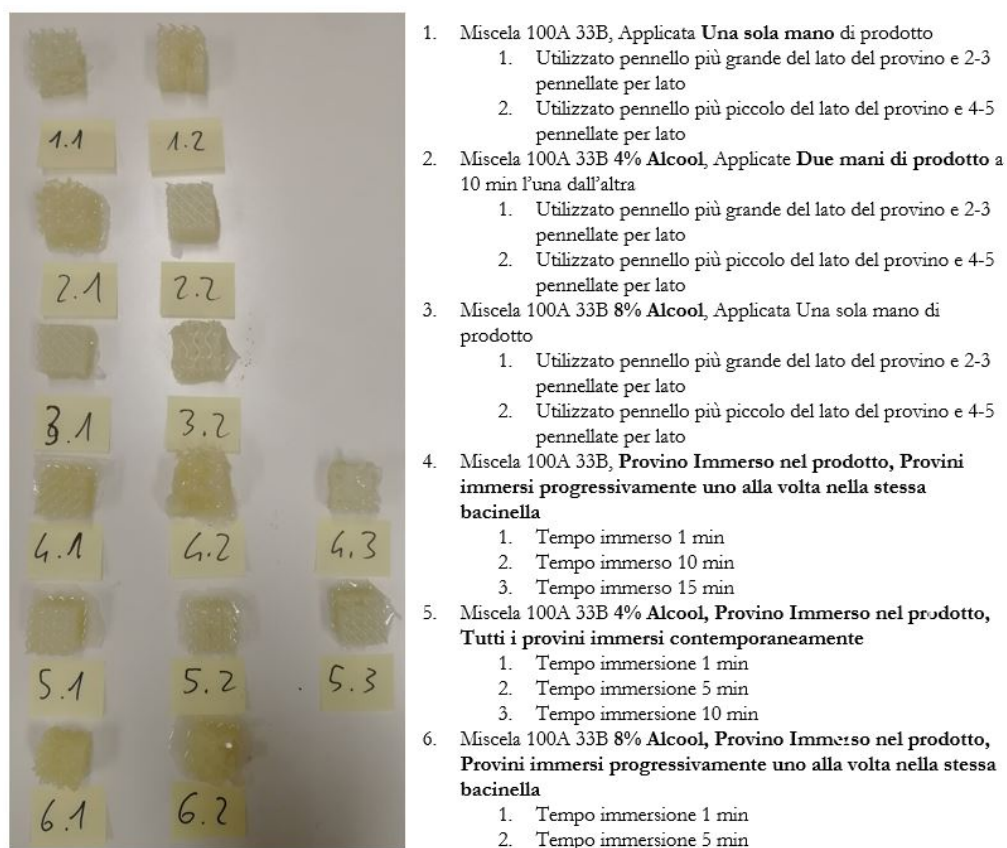 1.1 1.2
2.1 2.2
3.1 3.2
4.1 4.2 4.3
5.1 5.2 5.3
6.1 6.2
1. Miscela 100A 33B, Applicata Una sola mano di prodotto
1. Utilizzato pennello più grande del lato del provino e 2-3
pennellate per lato
2. Utilizzato pennello più piccolo del lato del provino e 4-5
pennellate per lato
2. Miscela 100A 33B 4% Alcool, Applicate Due mani di prodotto a
10 min l'una dall'altra
1. Utilizzato pennello più grande del lato del provino e 2-3
pennellate per lato
2. Utilizzato pennello più piccolo del lato del provino e 4-5
pennellate per lato
3. Miscela 100A 33B 8% Alcool, Applicata Una sola mano di
prodotto
1. Utilizzato pennello più grande del lato del provino e 2-3
pennellate per lato
2. Utilizzato pennello più piccolo del lato del provino e 4-5
pennellate per lato
4. Miscela 100A 33B, Provino Immerso nel prodotto, Provini
immersi progressivamente uno alla volta nella stessa
bacinella
1. Tempo immerso 1 min
2. Tempo immerso 10 min
3. Tempo immerso 15 min
5. Miscela 100A 33B 4% Alcool, Provino Immerso nel prodotto,
Tutti i provini immersi contemporaneamente
1. Tempo immersione 1 min
2. Tempo immersione 5 min
3. Tempo immersione 10 min
6. Miscela 100A 33B 8% Alcool, Provino Immerso nel prodotto,
Provini immersi progressivamente uno alla volta nella stessa
bacinella
1. Tempo immersione 1 min
2. Tempo immersione 5 min